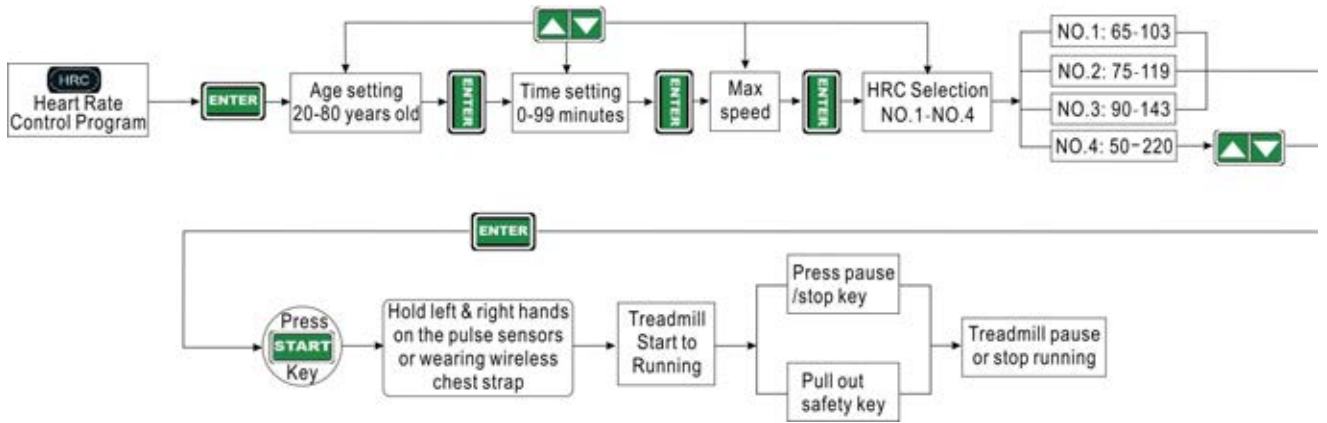 HRC
Heart Rate
Control Program
ENTER
Age setting
20-80 years old
ENTER
Time setting
0-99 minutes
ENTER
Max
speed
ENTER
HRC Selection
NO.1-NO.4
NO.1: 65-103
NO.2: 75-119
NO.3: 90-143
NO.4: 50-220
ENTER
Press
START
Key
Hold left & right hands
on the pulse sensors
or wearing wireless
chest strap
Treadmill
Start to
Running
Press pause
/stop key
Pull out
safety key
Treadmill pause
or stop running